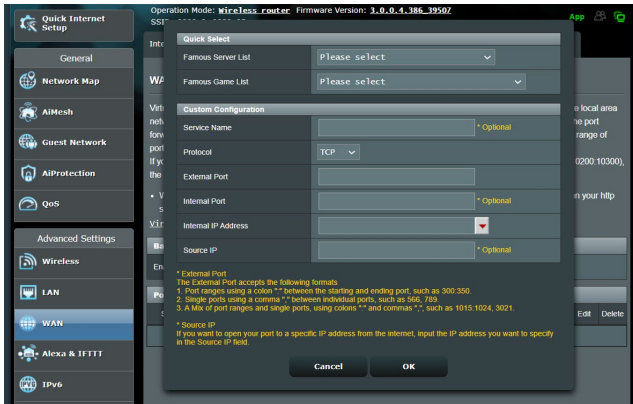 Quick Internet
Setup
Operation Mode: Wireless router Firmware Version: 3.0.0.4.386_39507
App
General
Network Map
AiMesh
Guest Network
AiProtection
QoS
Advanced Settings
Wireless
LAN
WAN
Alexa & IFTTT
IPv6
Quick Select
Famous Server List
Please select
Famous Game List
Please select
Custom Configuration
Service Name
* Optional
Protocol
TCP
External Port
Internal Port
* Optional
Internal IP Address
Source IP
* Optional
* External Port
The External Port accepts the following formats
1. Port ranges using a colon ":" between the starting and ending port, such as 300:350.
2. Single ports using a comma "," between individual ports, such as 566, 789.
3. A Mix of port ranges and single ports, using colons ":" and commas ",", such as 1015:1024, 3021.
* Source IP
If you want to open your port to a specific IP address from the internet, input the IP address you want to specify
in the Source IP field.
Cancel
OK
local area
port
range of
0200:10300),
your http
Edit
Delete